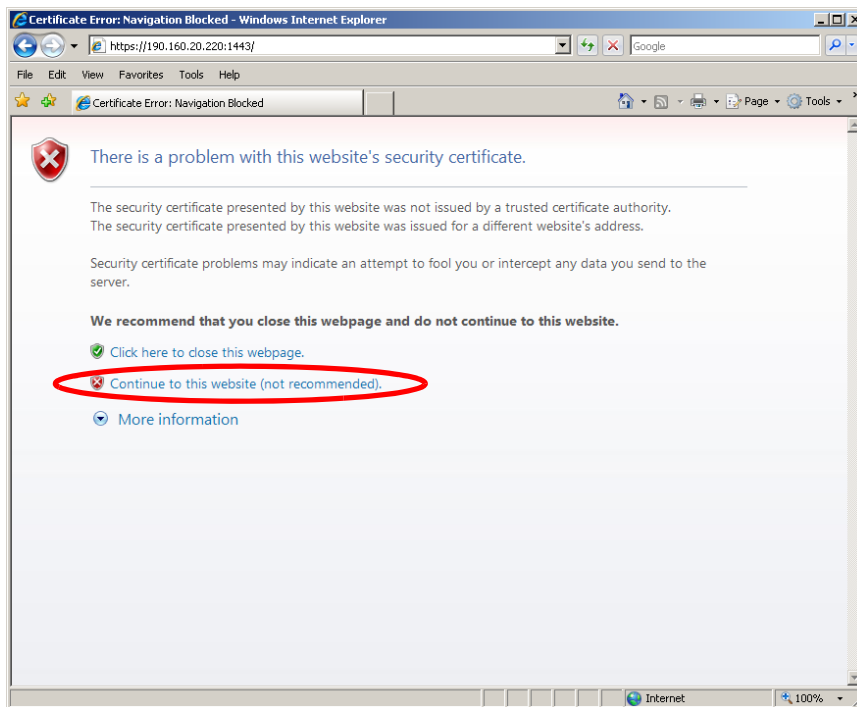 Certificate Error: Navigation Blocked - Windows Internet Explorer
https://190.160.20.220:1443/
Google
File Edit View Favorites Tools Help
Certificate Error: Navigation Blocked
Page Tools
There is a problem with this website's security certificate.
The security certificate presented by this website was not issued by a trusted certificate authority.
The security certificate presented by this website was issued for a different website's address.
Security certificate problems may indicate an attempt to fool you or intercept any data you send to the
server.
We recommend that you close this webpage and do not continue to this website.
Click here to close this webpage.
Continue to this website (not recommended).
More information
Internet 100%